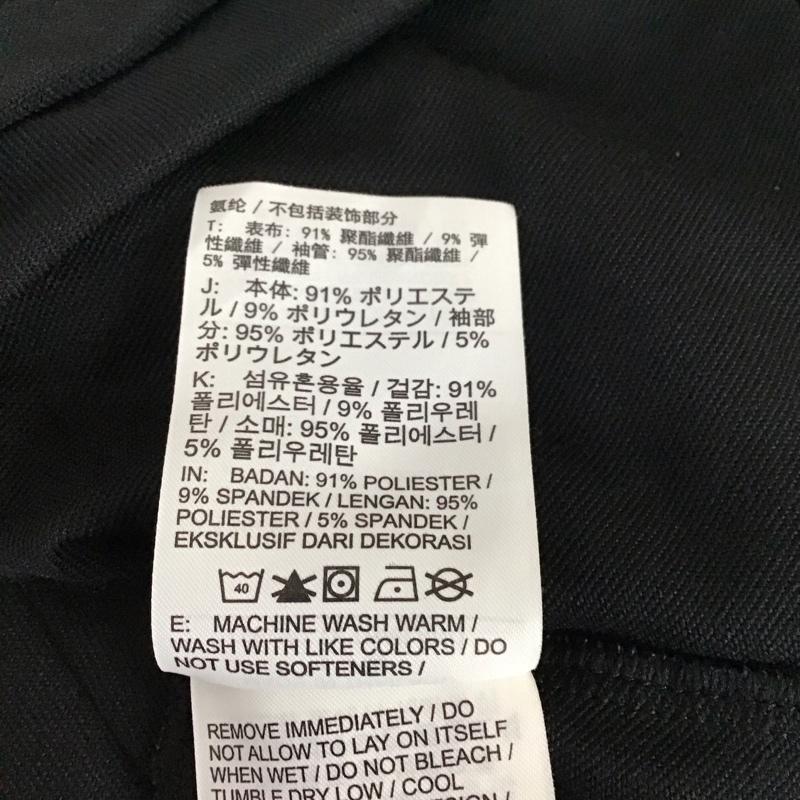 氨纶 / 不包括装饰部分
T: 表布: 91% 聚酯纖維 / 9% 彈
性纖維 / 袖管: 95% 聚酯纖維 /
5% 彈性纖維
J: 本体: 91% ポリエステ
ル / 9% ポリウレタン / 袖部
分: 95% ポリエステル / 5%
ポリウレタン
K: 섬유혼용율 / 겉감: 91%
폴리에스터 / 9% 폴리우레
탄 / 소매: 95% 폴리에스터 /
5% 폴리우레탄
IN: BADAN: 91% POLIESTER /
9% SPANDEK / LENGAN: 95%
POLIESTER / 5% SPANDEK /
EKSKLUSIF DARI DEKORASI
40
E: MACHINE WASH WARM /
WASH WITH LIKE COLORS / DO
NOT USE SOFTENERS /
REMOVE IMMEDIATELY / DO
NOT ALLOW TO LAY ON ITSELF
WHEN WET / DO NOT BLEACH /
TUMBLE DRY LOW / COOL